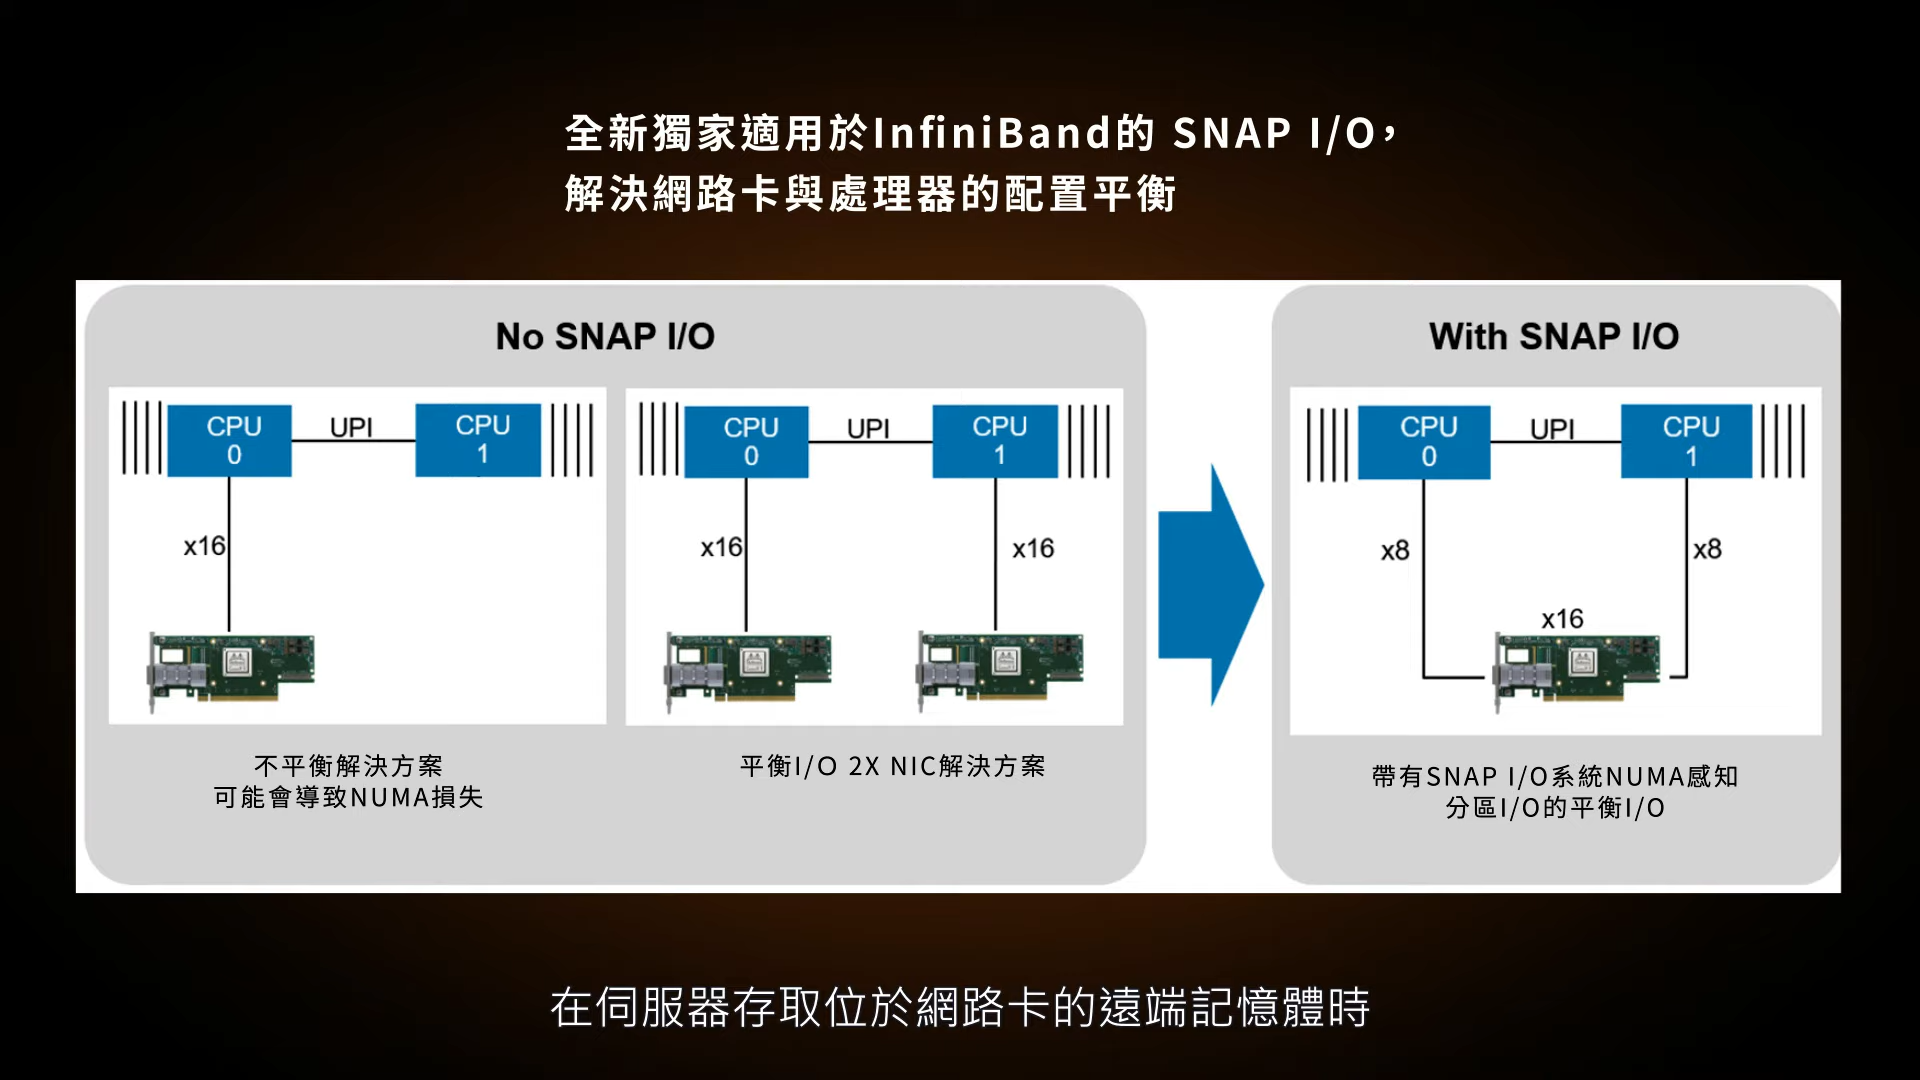 全新獨家適用於InfiniBand的 SNAP I/O，
解決網路卡與處理器的配置平衡
No SNAP I/O
CPU
0
UPI
CPU
1
x16
不平衡解決方案
可能會導致NUMA損失
CPU
0
UPI
CPU
1
x16
x16
平衡I/O 2X NIC解決方案
With SNAP I/O
CPU
0
UPI
CPU
1
x8
x8
x16
帶有SNAP I/O系統NUMA感知
分區I/O的平衡I/O
在伺服器存取位於網路卡的遠端記憶體時